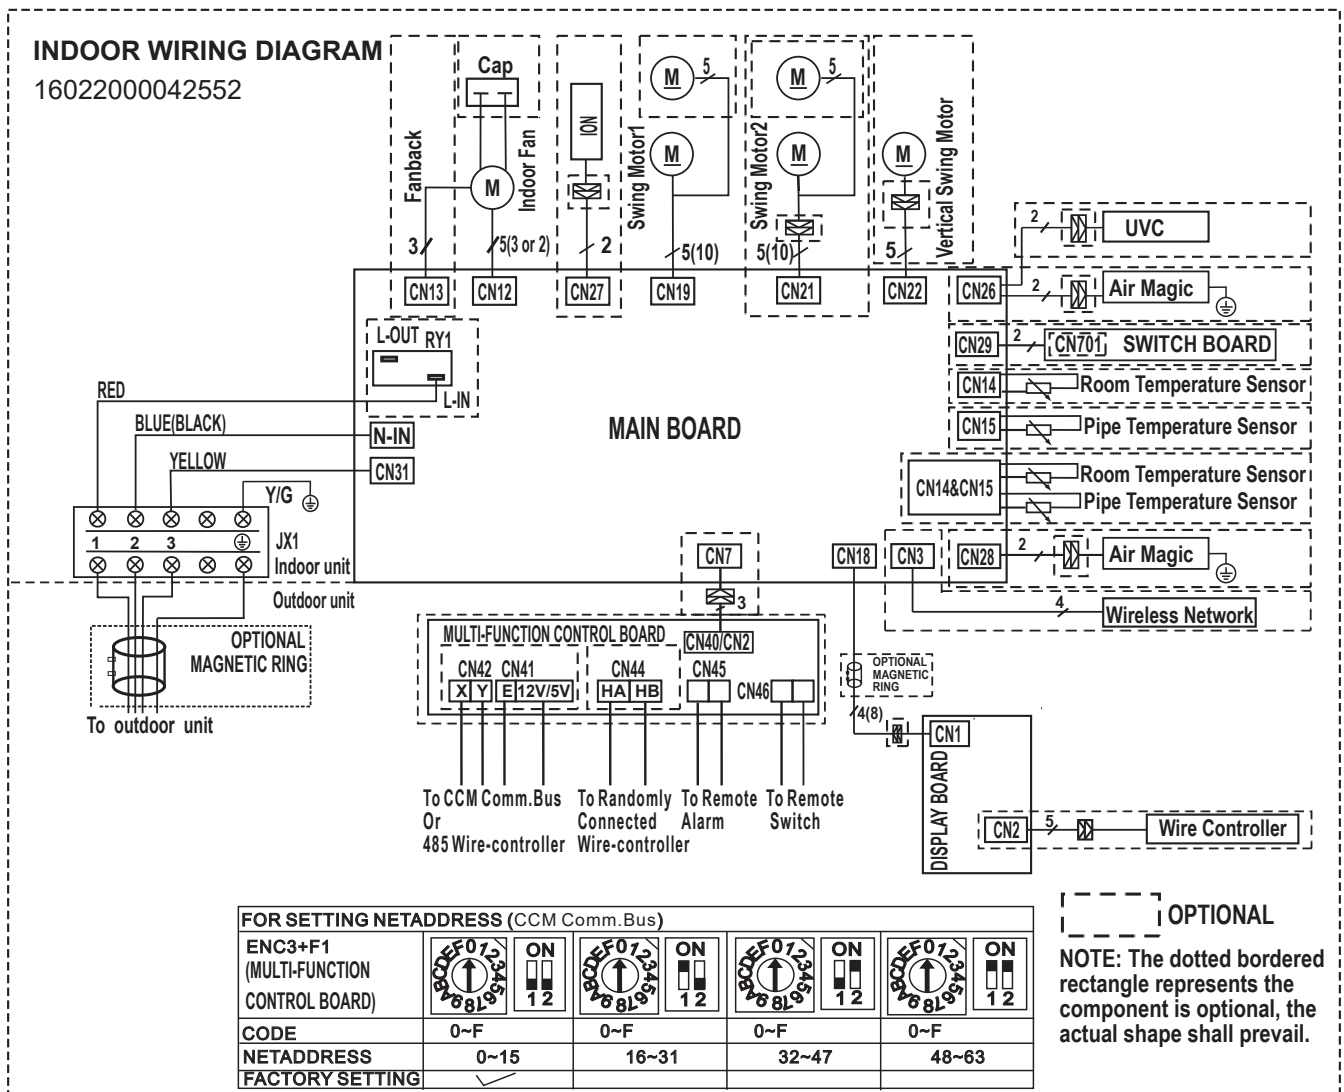 INDOOR WIRING DIAGRAM
16022000042552
Fanback
Cap
M
Indoor Fan
ION
Swing Motor1
M
5
M
Swing Motor2
M
5
M
M
Vertical Swing Motor
3
5(3 or 2)
2
5(10)
5(10)
5
CN13
CN12
CN27
CN19
CN21
CN22
CN26
2
UVC
2
Air Magic
CN29
2
CN701
SWITCH BOARD
CN14
Room Temperature Sensor
CN15
Pipe Temperature Sensor
CN14&CN15
Room Temperature Sensor
Pipe Temperature Sensor
CN28
2
Air Magic
4
Wireless Network
L-OUT RY1
L-IN
RED
BLUE(BLACK)
N-IN
YELLOW
CN31
Y/G
MAIN BOARD
1 2 3
JX1
Indoor unit
Outdoor unit
OPTIONAL
MAGNETIC RING
To outdoor unit
CN7
CN18
CN3
3
MULTI-FUNCTION CONTROL BOARD
CN40/CN2
CN42 CN41
X Y E 12V/5V
CN44
HA HB
CN45
CN46
To CCM Comm.Bus
Or
485 Wire-controller
To Randomly
Connected
Wire-controller
To Remote
Alarm
To Remote
Switch
OPTIONAL
MAGNETIC
RING
4(8)
CN1
DISPLAY BOARD
CN2
5
Wire Controller
FOR SETTING NETADDRESS (CCM Comm.Bus)
ENC3+F1
(MULTI-FUNCTION
CONTROL BOARD)
0123456789ABCDEF
ON
1 2
0123456789ABCDEF
ON
1 2
0123456789ABCDEF
ON
1 2
0123456789ABCDEF
ON
1 2
CODE 0~F 0~F 0~F 0~F
NETADDRESS 0~15 16~31 32~47 48~63
FACTORY SETTING ✓
OPTIONAL
NOTE: The dotted bordered
rectangle represents the
component is optional, the
actual shape shall prevail.